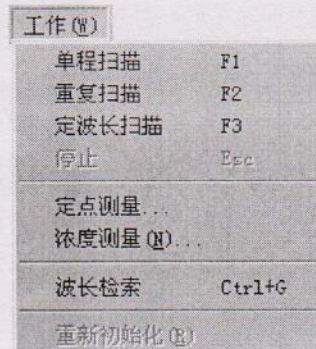 工作(W)
单程扫描 F1
重复扫描 F2
定波长扫描 F3
停止 Esc
定点测量...
浓度测量(N)...
波长检索 Ctrl+G
重新初始化(R)